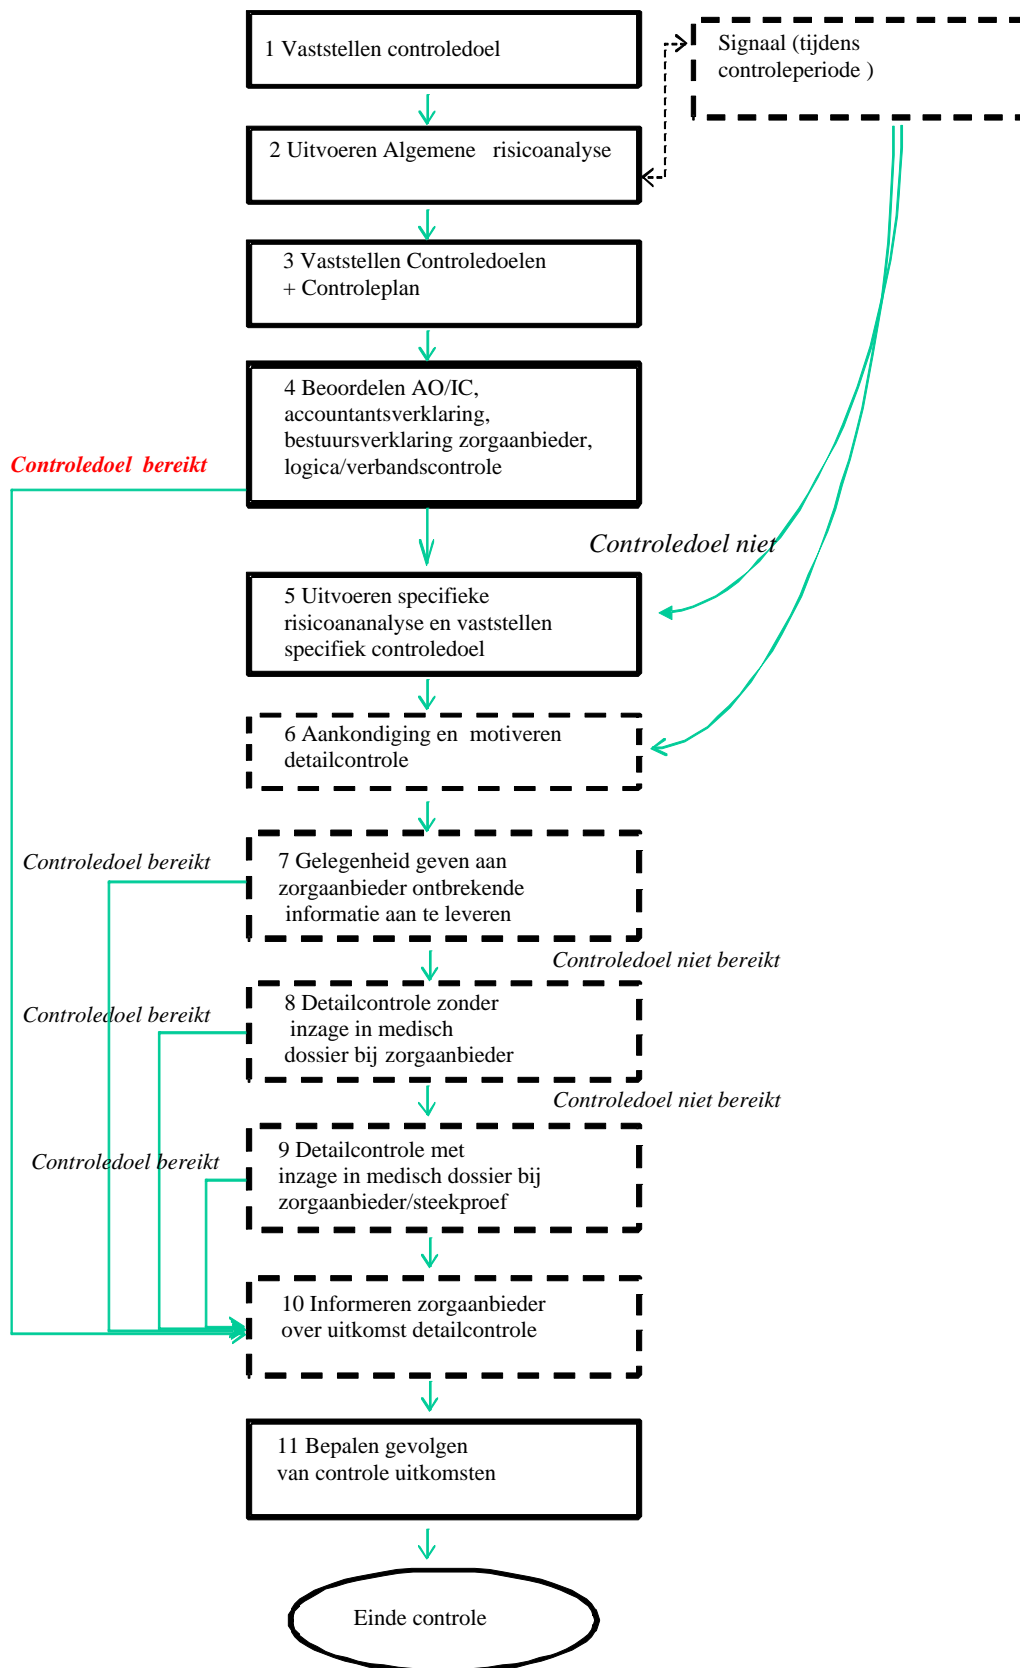 1 Vaststellen controledoel
Signaal (tijdens
controleperiode )
2 Uitvoeren Algemene risicoanalyse
3 Vaststellen Controledoelen
+ Controleplan
4 Beoordelen AO/IC,
accountantsverklaring,
bestuursverklaring zorgaanbieder,
logica/verbandscontrole
Controledoel bereikt
Controledoel niet
5 Uitvoeren specifieke
risicoananalyse en vaststellen
specifiek controledoel
6 Aankondiging en motiveren
detailcontrole
Controledoel bereikt
7 Gelegenheid geven aan
zorgaanbieder ontbrekende
informatie aan te leveren
Controledoel niet bereikt
Controledoel bereikt
8 Detailcontrole zonder
inzage in medisch
dossier bij zorgaanbieder
Controledoel niet bereikt
Controledoel bereikt
9 Detailcontrole met
inzage in medisch dossier bij
zorgaanbieder/steekproef
10 Informeren zorgaanbieder
over uitkomst detailcontrole
11 Bepalen gevolgen
van controle uitkomsten
Einde controle